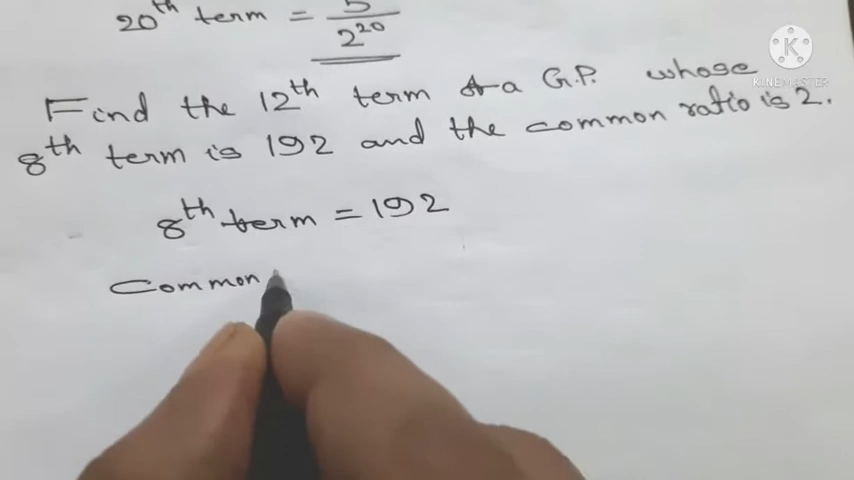 20th term = 5/2^20
K
KINEMASTER
Find the 12th term of a G.P. whose
8th term is 192 and the common ratio is 2.
8th term = 192
Common